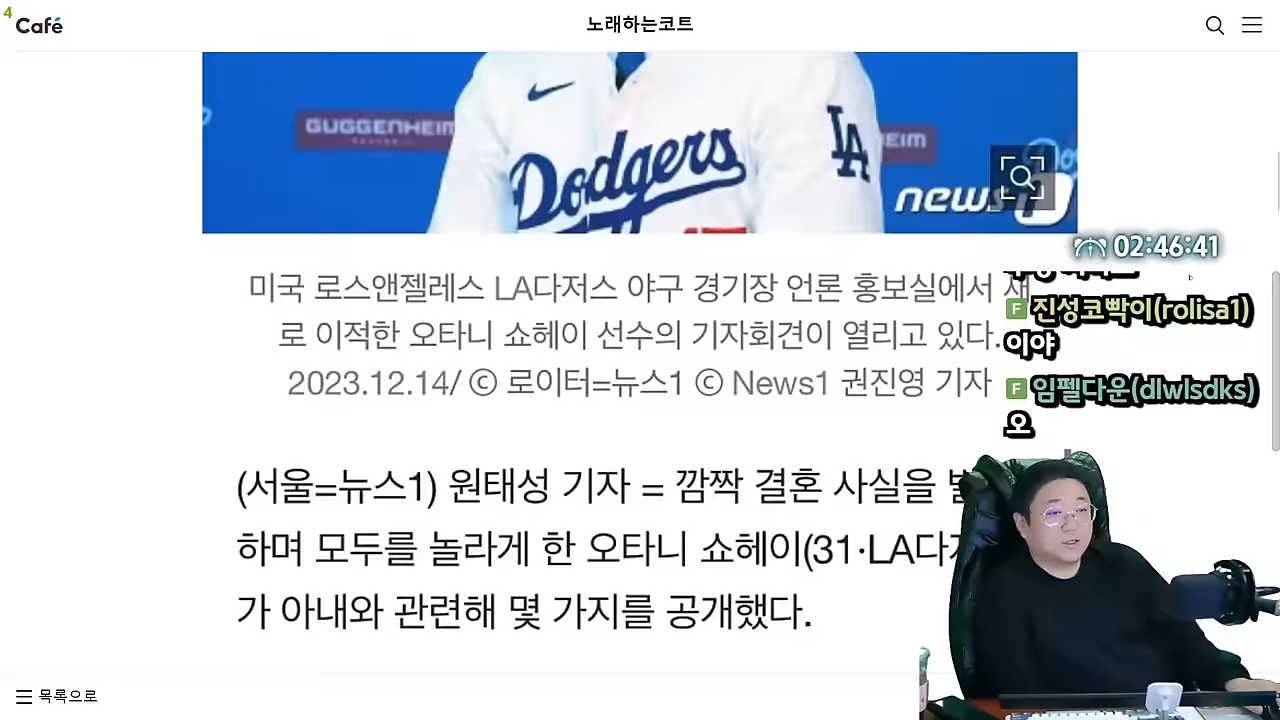 4
Café
노래하는코트
GUGGENHEIM
Dodgers
LA
news1
02:46:41
미국 로스앤젤레스 LA다저스 야구 경기장 언론 홍보실에서 새
로 이적한 오타니 쇼헤이 선수의 기자회견이 열리고 있다.
2023.12.14/ ⓒ 로이터=뉴스1 ⓒ News1 권진영 기자
F 진성코빡이(rolisa1)
이야
F 임펠다운(dlwlsdks)
오
(서울=뉴스1) 원태성 기자 = 깜짝 결혼 사실을
하며 모두를 놀라게 한 오타니 쇼헤이(31·LA다저
가 아내와 관련해 몇 가지를 공개했다.
목록으로